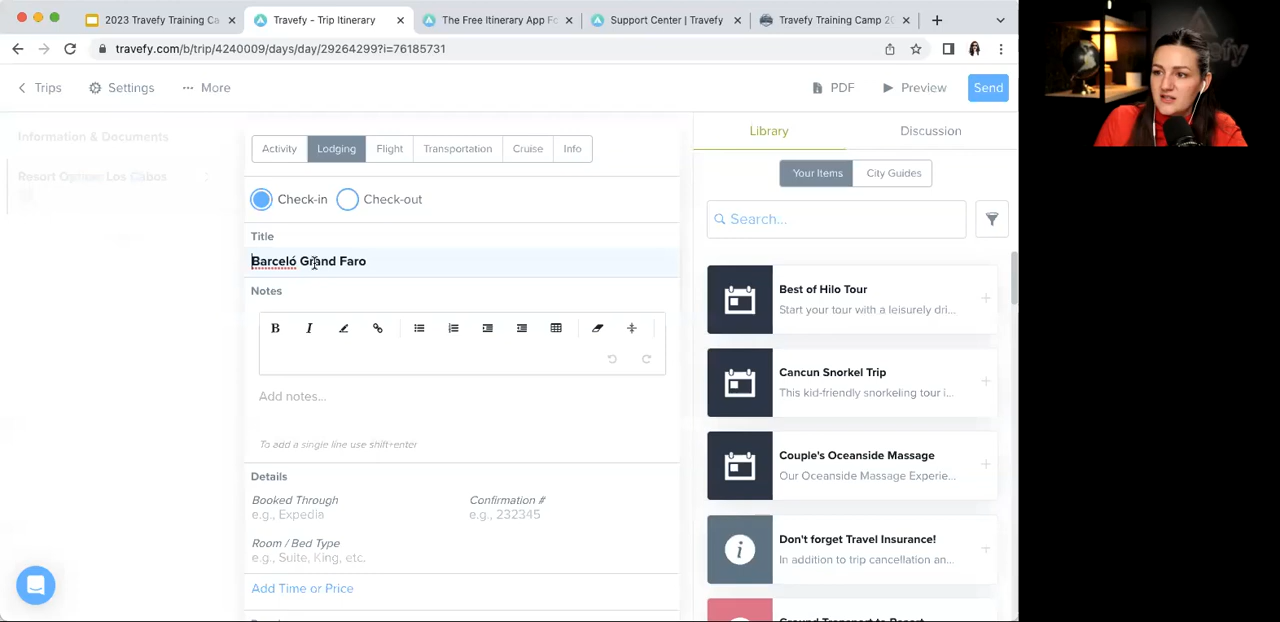 2023 Travefy Training Ca
Travefy - Trip Itinerary
The Free Itinerary App Fo
Support Center | Travefy
Travefy Training Camp 20
travefy.com/b/trip/4240009/days/day/29264299?i=76185731
Trips
Settings
More
PDF
Preview
Send
Information & Documents
Activity
Lodging
Flight
Transportation
Cruise
Info
Check-in
Check-out
Title
Barceló Grand Faro
Notes
B I
Add notes...
To add a single line use shift+enter
Details
Booked Through
Confirmation #
e.g., Expedia
e.g., 232345
Room / Bed Type
e.g., Suite, King, etc.
Add Time or Price
Library
Discussion
Your Items
City Guides
Search...
Best of Hilo Tour
Start your tour with a leisurely dri...
Cancun Snorkel Trip
This kid-friendly snorkeling tour i...
Couple's Oceanside Massage
Our Oceanside Massage Experie...
Don't forget Travel Insurance!
In addition to trip cancellation an...
Ground Transport to Resort